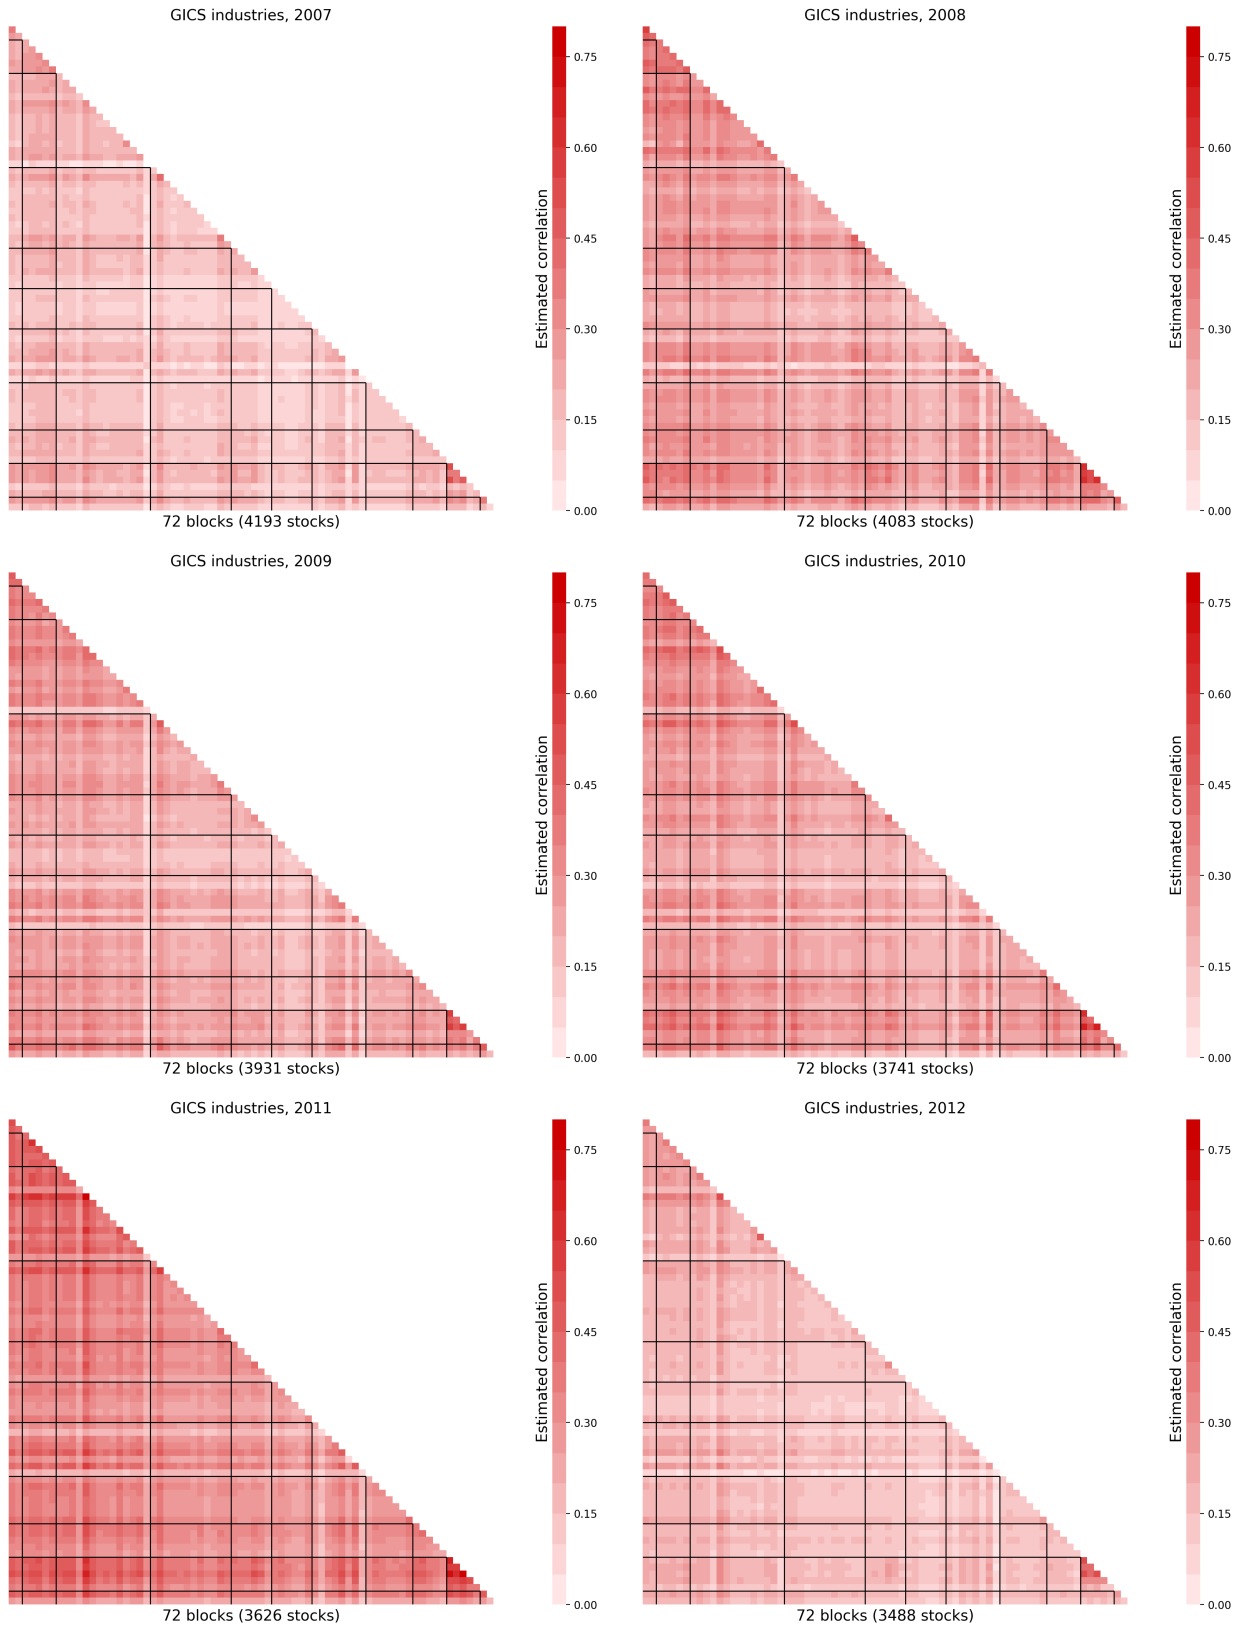 GICS industries, 2007
0.75
0.60
0.45
0.30
0.15
0.00
Estimated correlation
72 blocks (4193 stocks)
GICS industries, 2008
0.75
0.60
0.45
0.30
0.15
0.00
Estimated correlation
72 blocks (4083 stocks)
GICS industries, 2009
0.75
0.60
0.45
0.30
0.15
0.00
Estimated correlation
72 blocks (3931 stocks)
GICS industries, 2010
0.75
0.60
0.45
0.30
0.15
0.00
Estimated correlation
72 blocks (3741 stocks)
GICS industries, 2011
0.75
0.60
0.45
0.30
0.15
0.00
Estimated correlation
72 blocks (3626 stocks)
GICS industries, 2012
0.75
0.60
0.45
0.30
0.15
0.00
Estimated correlation
72 blocks (3488 stocks)